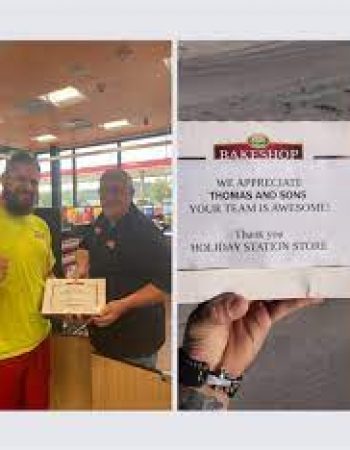 BAKESHOP
WE APPRECIATE
THOMAS AND SONS
YOUR TEAM IS AWESOME!
Thank you
HOLIDAY STATION STORE